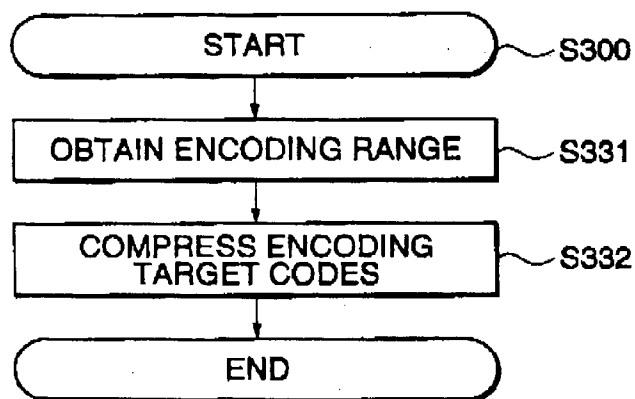 START
S300
OBTAIN ENCODING RANGE
S331
COMPRESS ENCODING
TARGET CODES
S332
END